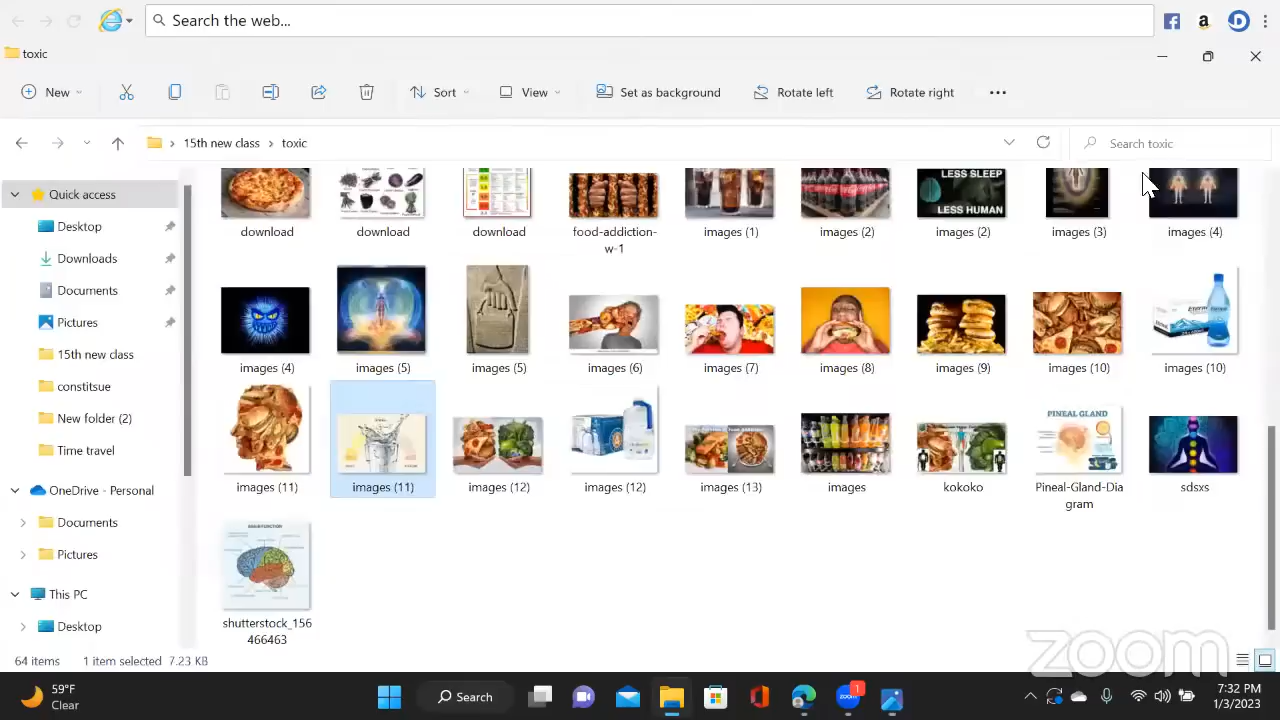 Search the web...
toxic
New
Sort
View
Set as background
Rotate left
Rotate right
15th new class
toxic
Search toxic
Quick access
Desktop
Downloads
Documents
Pictures
15th new class
constitsue
New folder (2)
Time travel
OneDrive - Personal
Documents
Pictures
This PC
Desktop
LESS SLEEP
LESS HUMAN
download
download
download
food-addiction-
w-1
images (1)
images (2)
images (2)
images (3)
images (4)
images (4)
images (5)
images (5)
images (6)
images (7)
images (8)
images (9)
images (10)
images (10)
PINEAL GLAND
images (11)
images (11)
images (12)
images (12)
images (13)
images
kokoko
Pineal-Gland-Dia
gram
sdsxs
shutterstock_156
466463
64 items
1 item selected 7.23 KB
zoom
59°F
Clear
Search
zoom
1
7:32 PM
1/3/2023